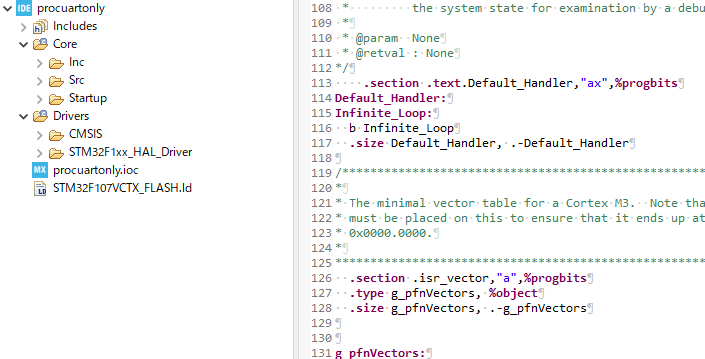 procuartonly
Includes
Core
Inc
Src
Startup
Drivers
CMSIS
STM32F1xx_HAL_Driver
procuartonly.ioc
STM32F107VCTX_FLASH.ld
108 * the system state for examination by a debu
109 *
110 * @param None
111 * @retval : None
112 */
113 .section .text.Default_Handler,"ax",%progbits
114 Default_Handler:
115 Infinite_Loop:
116 b Infinite_Loop
117 .size Default_Handler, .-Default_Handler
118
119 /******************************************************
120 *
121 * The minimal vector table for a Cortex M3. Note tha
122 * must be placed on this to ensure that it ends up at
123 * 0x0000.0000.
124 *
125 ******************************************************
126 .section .isr_vector,"a",%progbits
127 .type g_pfnVectors, %object
128 .size g_pfnVectors, .-g_pfnVectors
129
130
131 g_pfnVectors: